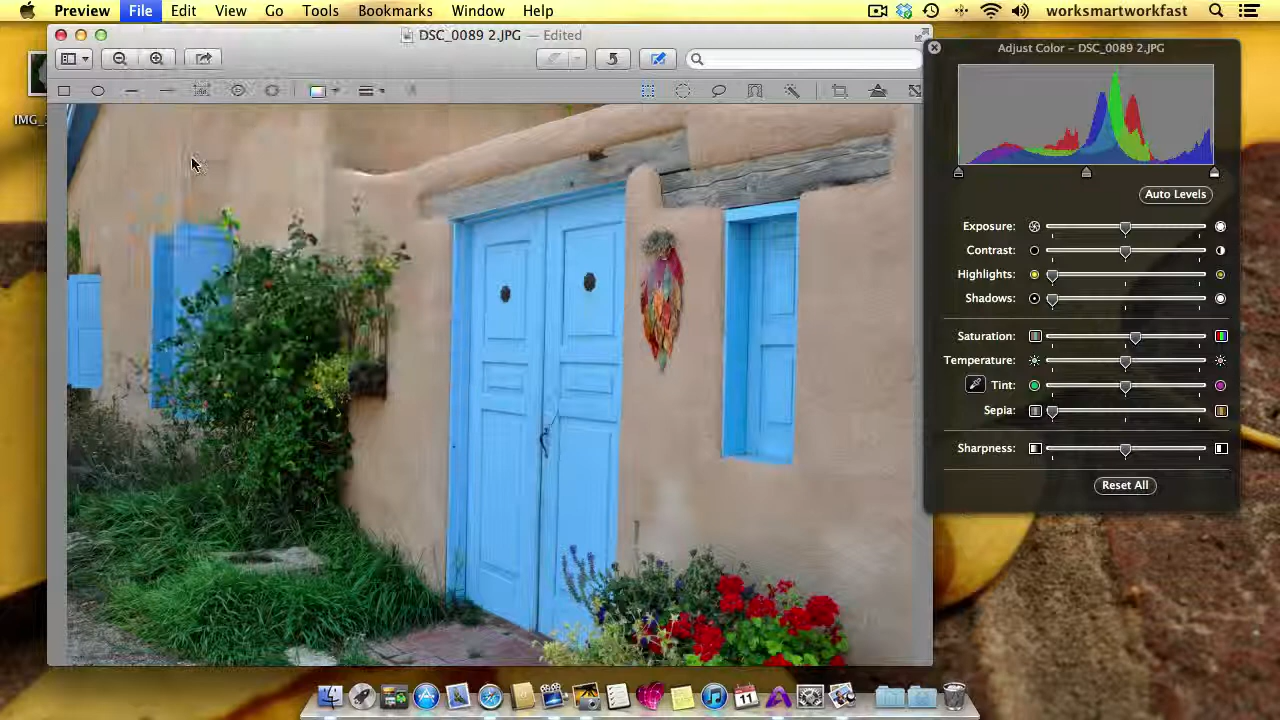 Preview File Edit View Go Tools Bookmarks Window Help worksmartworkfast
DSC_0089 2.JPG — Edited
Adjust Color – DSC_0089 2.JPG
Auto Levels
Exposure:
Contrast:
Highlights:
Shadows:
Saturation:
Temperature:
Tint:
Sepia:
Sharpness:
Reset All